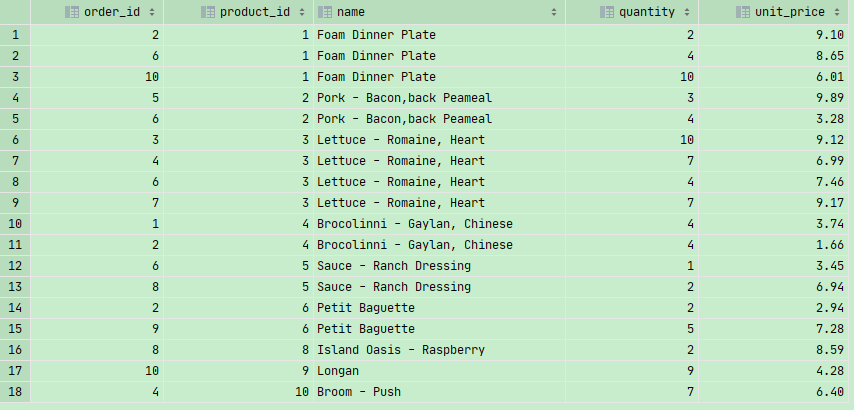 order_id product_id name quantity unit_price
1 2 1 Foam Dinner Plate 2 9.10
2 6 1 Foam Dinner Plate 4 8.65
3 10 1 Foam Dinner Plate 10 6.01
4 5 2 Pork - Bacon,back Peameal 3 9.89
5 6 2 Pork - Bacon,back Peameal 4 3.28
6 3 3 Lettuce - Romaine, Heart 10 9.12
7 4 3 Lettuce - Romaine, Heart 7 6.99
8 6 3 Lettuce - Romaine, Heart 4 7.46
9 7 3 Lettuce - Romaine, Heart 7 9.17
10 1 4 Brocolinni - Gaylan, Chinese 4 3.74
11 2 4 Brocolinni - Gaylan, Chinese 4 1.66
12 6 5 Sauce - Ranch Dressing 1 3.45
13 8 5 Sauce - Ranch Dressing 2 6.94
14 2 6 Petit Baguette 2 2.94
15 9 6 Petit Baguette 5 7.28
16 8 8 Island Oasis - Raspberry 2 8.59
17 10 9 Longan 9 4.28
18 4 10 Broom - Push 7 6.40